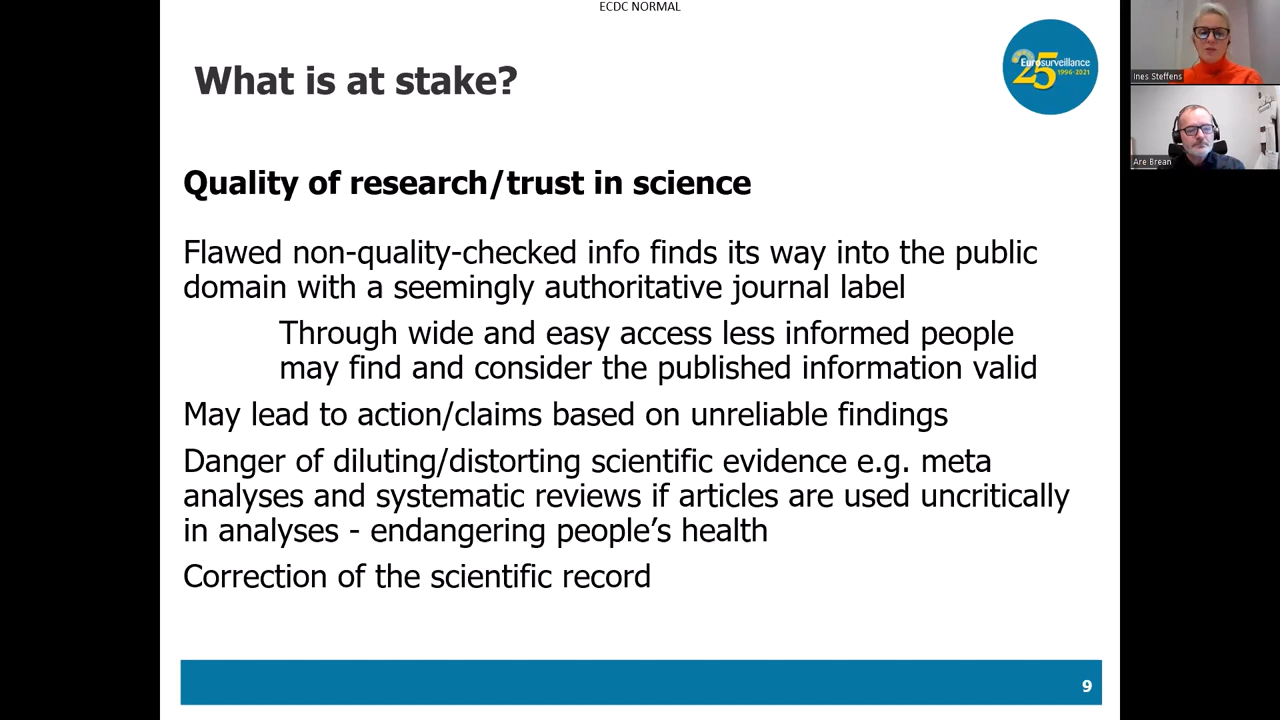 ECDC NORMAL
What is at stake?
25
Eurosurveillance
1996-2021
Ines Steffens
Are Brean
Quality of research/trust in science
Flawed non-quality-checked info finds its way into the public
domain with a seemingly authoritative journal label
Through wide and easy access less informed people
may find and consider the published information valid
May lead to action/claims based on unreliable findings
Danger of diluting/distorting scientific evidence e.g. meta
analyses and systematic reviews if articles are used uncritically
in analyses - endangering people’s health
Correction of the scientific record
9